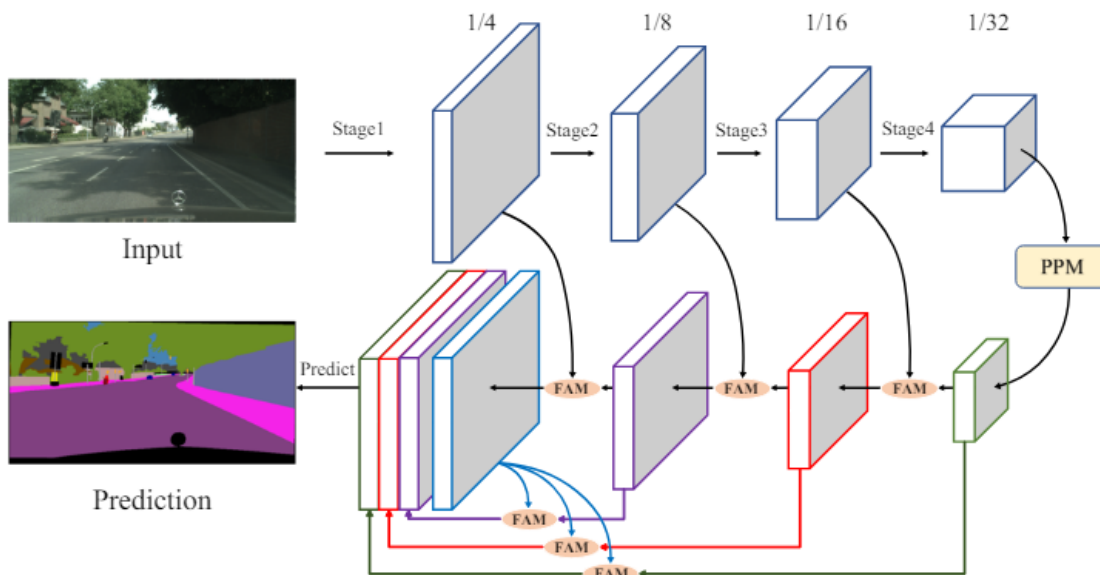 1/4 1/8 1/16 1/32
Stage1 Stage2 Stage3 Stage4
Input
PPM
Predict
FAM FAM FAM
Prediction
FAM
FAM
FAM